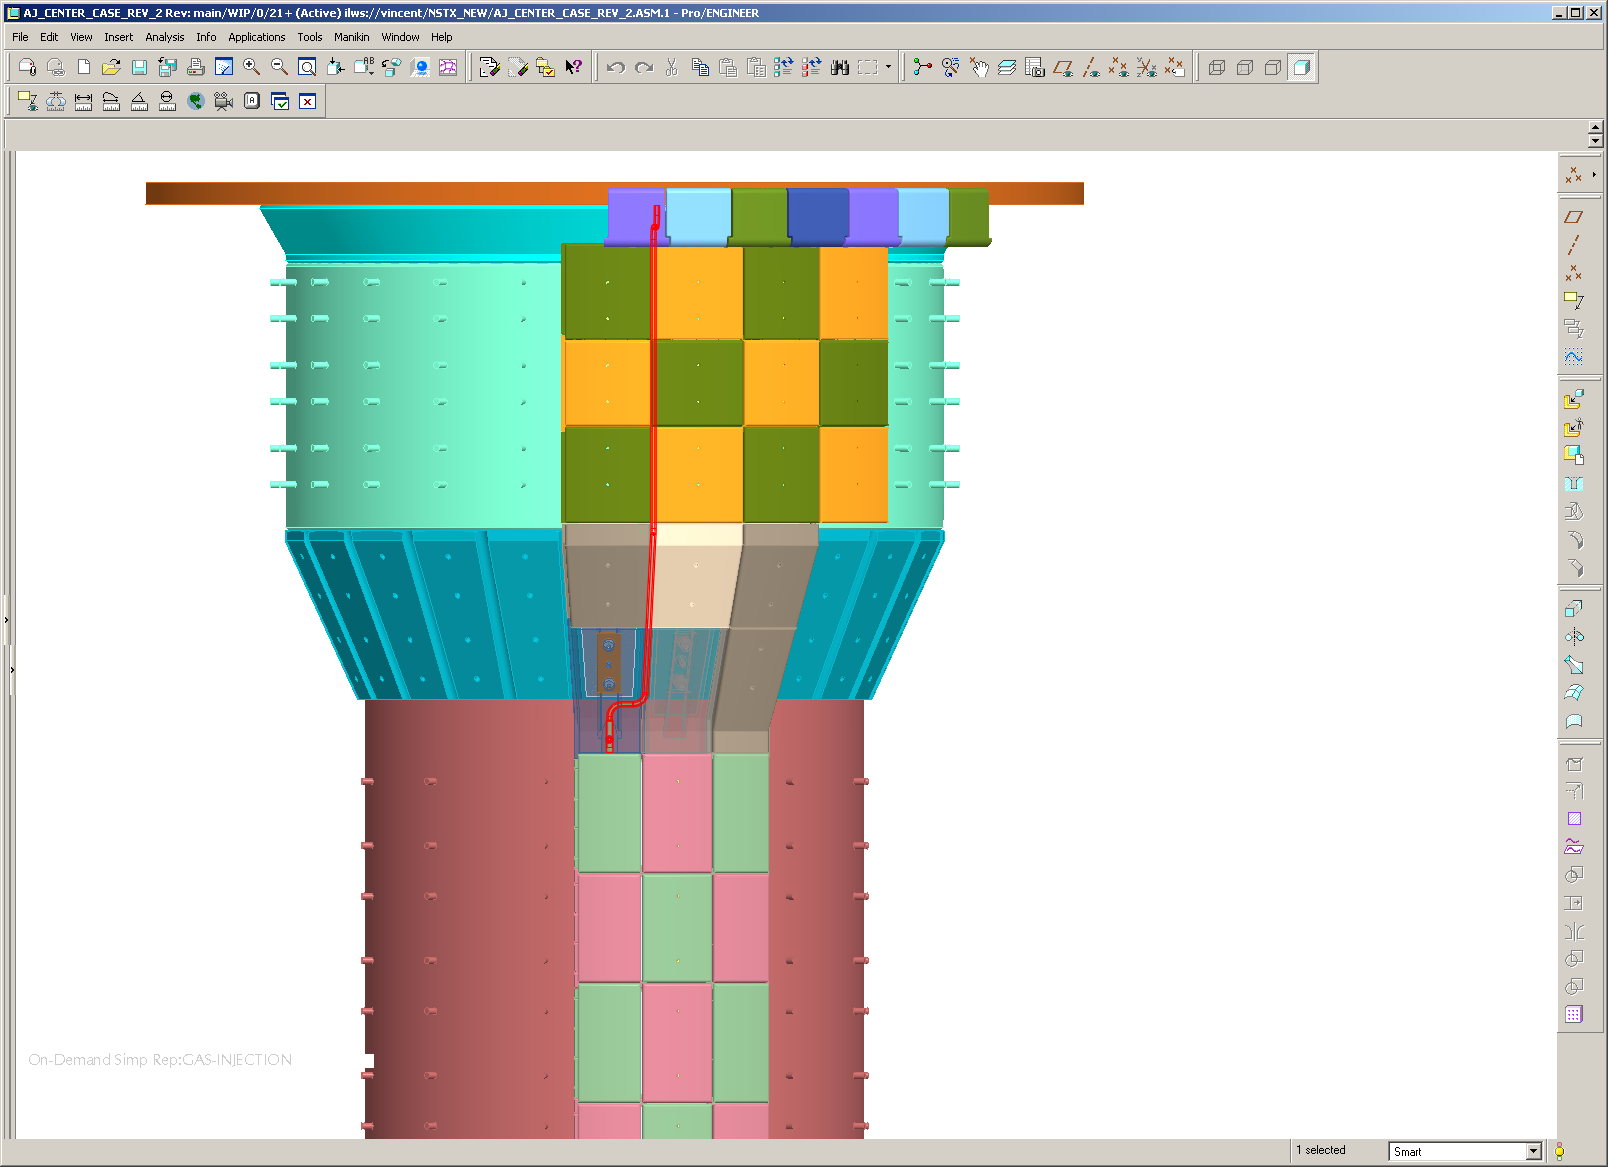 AJ_CENTER_CASE_REV_2 Rev: main/WIP/0/21+ (Active) ilws://vincent/NSTX_NEW/AJ_CENTER_CASE_REV_2.ASM.1 - Pro/ENGINEER
File Edit View Insert Analysis Info Applications Tools Manikin Window Help
On-Demand Simp Rep:GAS-INJECTION
1 selected
Smart